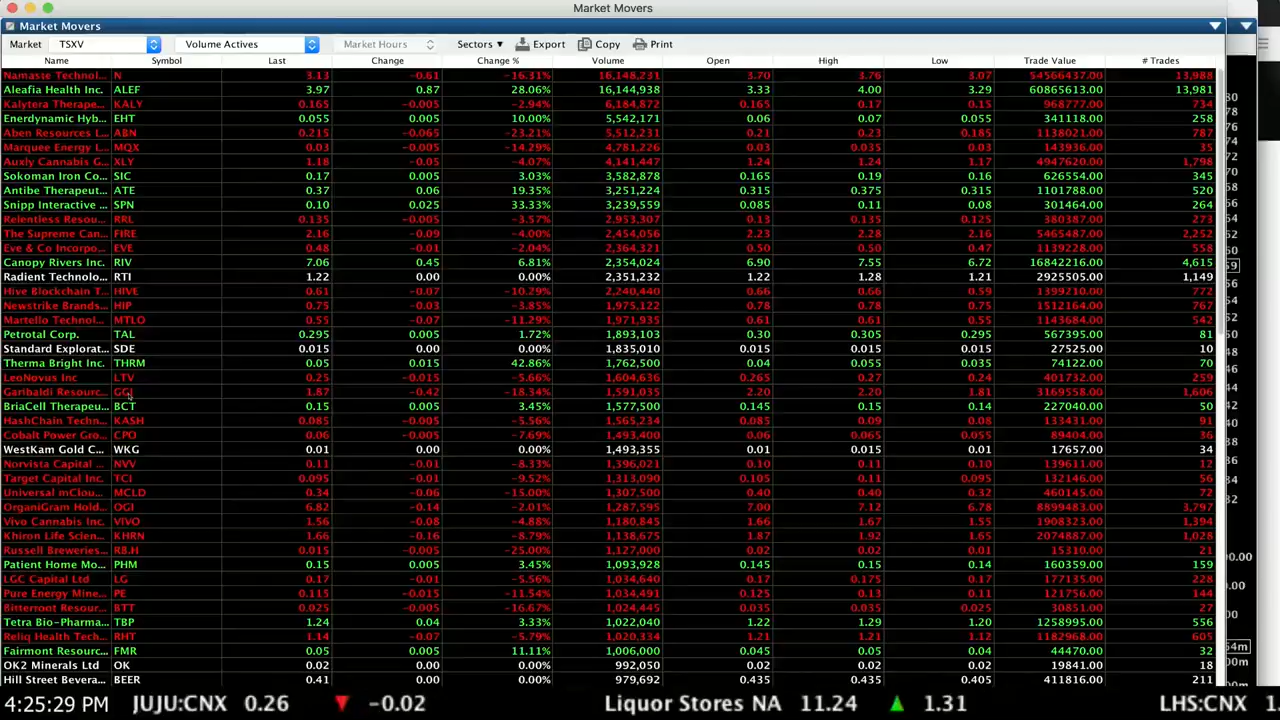 Market Movers
Market Movers
Market TSXV Volume Actives Market Hours Sectors ▼ Export Copy Print
Name Symbol Last Change Change % Volume Open High Low Trade Value # Trades
Namaste Technol... N 3.13 -0.61 -16.31% 16,148,231 3.70 3.76 3.07 54566437.00 13,988
Aleafia Health Inc. ALEF 3.97 0.87 28.06% 16,144,938 3.33 4.00 3.29 60865613.00 13,981
Kalytera Therape... KALY 0.165 -0.005 -2.94% 6,184,872 0.165 0.17 0.15 968777.00 734
Enerdynamic Hyb... EHT 0.055 0.005 10.00% 5,542,171 0.06 0.07 0.055 341118.00 258
Aben Resources L... ABN 0.215 -0.065 -23.21% 5,512,231 0.21 0.23 0.185 1138021.00 787
Marquee Energy L... MQX 0.03 -0.005 -14.29% 4,781,226 0.03 0.035 0.03 143936.00 35
Auxly Cannabis G... XLY 1.18 -0.05 -4.07% 4,141,447 1.24 1.24 1.17 4947620.00 1,798
Sokoman Iron Co... SIC 0.17 0.005 3.03% 3,582,878 0.165 0.19 0.16 626554.00 345
Antibe Therapeut... ATE 0.37 0.06 19.35% 3,251,224 0.315 0.375 0.315 1101788.00 520
Snipp Interactive ... SPN 0.10 0.025 33.33% 3,239,559 0.085 0.11 0.08 301464.00 264
Relentless Resou... RRL 0.135 -0.005 -3.57% 2,953,307 0.13 0.135 0.125 380387.00 273
The Supreme Can... FIRE 2.16 -0.09 -4.00% 2,454,056 2.23 2.28 2.16 5465487.00 2,252
Eve & Co Incorpo... EVE 0.48 -0.01 -2.04% 2,364,321 0.50 0.50 0.47 1139228.00 558
Canopy Rivers Inc. RIV 7.06 0.45 6.81% 2,354,024 6.90 7.55 6.72 16842216.00 4,615
Radient Technolo... RTI 1.22 0.00 0.00% 2,351,232 1.22 1.28 1.21 2925505.00 1,149
Hive Blockchain T... HIVE 0.61 -0.07 -10.29% 2,240,440 0.66 0.66 0.59 1399210.00 772
Newstrike Brands... HIP 0.75 -0.03 -3.85% 1,975,122 0.78 0.78 0.75 1512164.00 767
Martello Technol... MTLO 0.55 -0.07 -11.29% 1,971,935 0.61 0.61 0.55 1143684.00 542
Petrotal Corp. TAL 0.295 0.005 1.72% 1,893,103 0.30 0.305 0.295 567395.00 81
Standard Explorat... SDE 0.015 0.00 0.00% 1,835,010 0.015 0.015 0.015 27525.00 10
Therma Bright Inc. THRM 0.05 0.015 42.86% 1,762,500 0.04 0.055 0.035 74122.00 70
LeoNovus Inc LTV 0.25 -0.015 -5.66% 1,604,636 0.265 0.27 0.24 401732.00 259
Garibaldi Resourc... GGI 1.87 -0.42 -18.34% 1,591,035 2.20 2.20 1.81 3169558.00 1,606
BriaCell Therapeu... BCT 0.15 0.005 3.45% 1,577,500 0.145 0.15 0.14 227040.00 50
HashChain Techn... KASH 0.085 -0.005 -5.56% 1,565,234 0.085 0.09 0.08 133431.00 91
Cobalt Power Gro... CPO 0.06 -0.005 -7.69% 1,493,400 0.06 0.065 0.055 89404.00 36
WestKam Gold C... WKG 0.01 0.00 0.00% 1,493,355 0.01 0.015 0.01 17657.00 34
Norvista Capital ... NVV 0.11 -0.01 -8.33% 1,396,021 0.10 0.11 0.10 139611.00 12
Target Capital Inc. TCI 0.095 -0.01 -9.52% 1,313,090 0.105 0.11 0.095 132146.00 56
Universal mClou... MCLD 0.34 -0.06 -15.00% 1,307,500 0.40 0.40 0.32 460145.00 72
OrganiGram Hold... OGI 6.82 -0.14 -2.01% 1,287,595 7.00 7.12 6.78 8899483.00 3,797
Vivo Cannabis Inc. VIVO 1.56 -0.08 -4.88% 1,180,845 1.66 1.67 1.55 1908323.00 1,394
Khiron Life Scien... KHRN 1.66 -0.16 -8.79% 1,138,675 1.87 1.92 1.65 2074887.00 1,028
Russell Breweries... RB.H 0.015 -0.005 -25.00% 1,127,000 0.02 0.02 0.01 15310.00 21
Patient Home Mo... PHM 0.15 0.005 3.45% 1,093,928 0.145 0.15 0.145 160359.00 159
LGC Capital Ltd LG 0.17 -0.01 -5.56% 1,034,640 0.17 0.175 0.17 177135.00 228
Pure Energy Mine... PE 0.115 -0.015 -11.54% 1,029,441 0.125 0.13 0.11 121756.00 144
Bitterroot Resour... BTT 0.025 -0.005 -16.67% 1,024,445 0.035 0.035 0.025 30851.00 27
Tetra Bio-Pharma... TBP 1.24 0.04 3.33% 1,022,040 1.22 1.29 1.20 1258995.00 556
Reliq Health Tech... RHT 1.14 -0.07 -5.79% 1,020,334 1.21 1.21 1.12 1182968.00 605
Fairmont Resourc... FMR 0.05 0.005 11.11% 1,006,000 0.045 0.05 0.04 44470.00 32
OK2 Minerals Ltd OK 0.02 0.00 0.00% 992,050 0.02 0.02 0.02 19841.00 18
Hill Street Bevera... BEER 0.41 0.00 0.00% 979,692 0.435 0.435 0.405 411816.00 211
4:25:29 PM JUJU:CNX 0.26 ▼ -0.02 Liquor Stores NA 11.24 ▲ 1.31 LHS:CNX